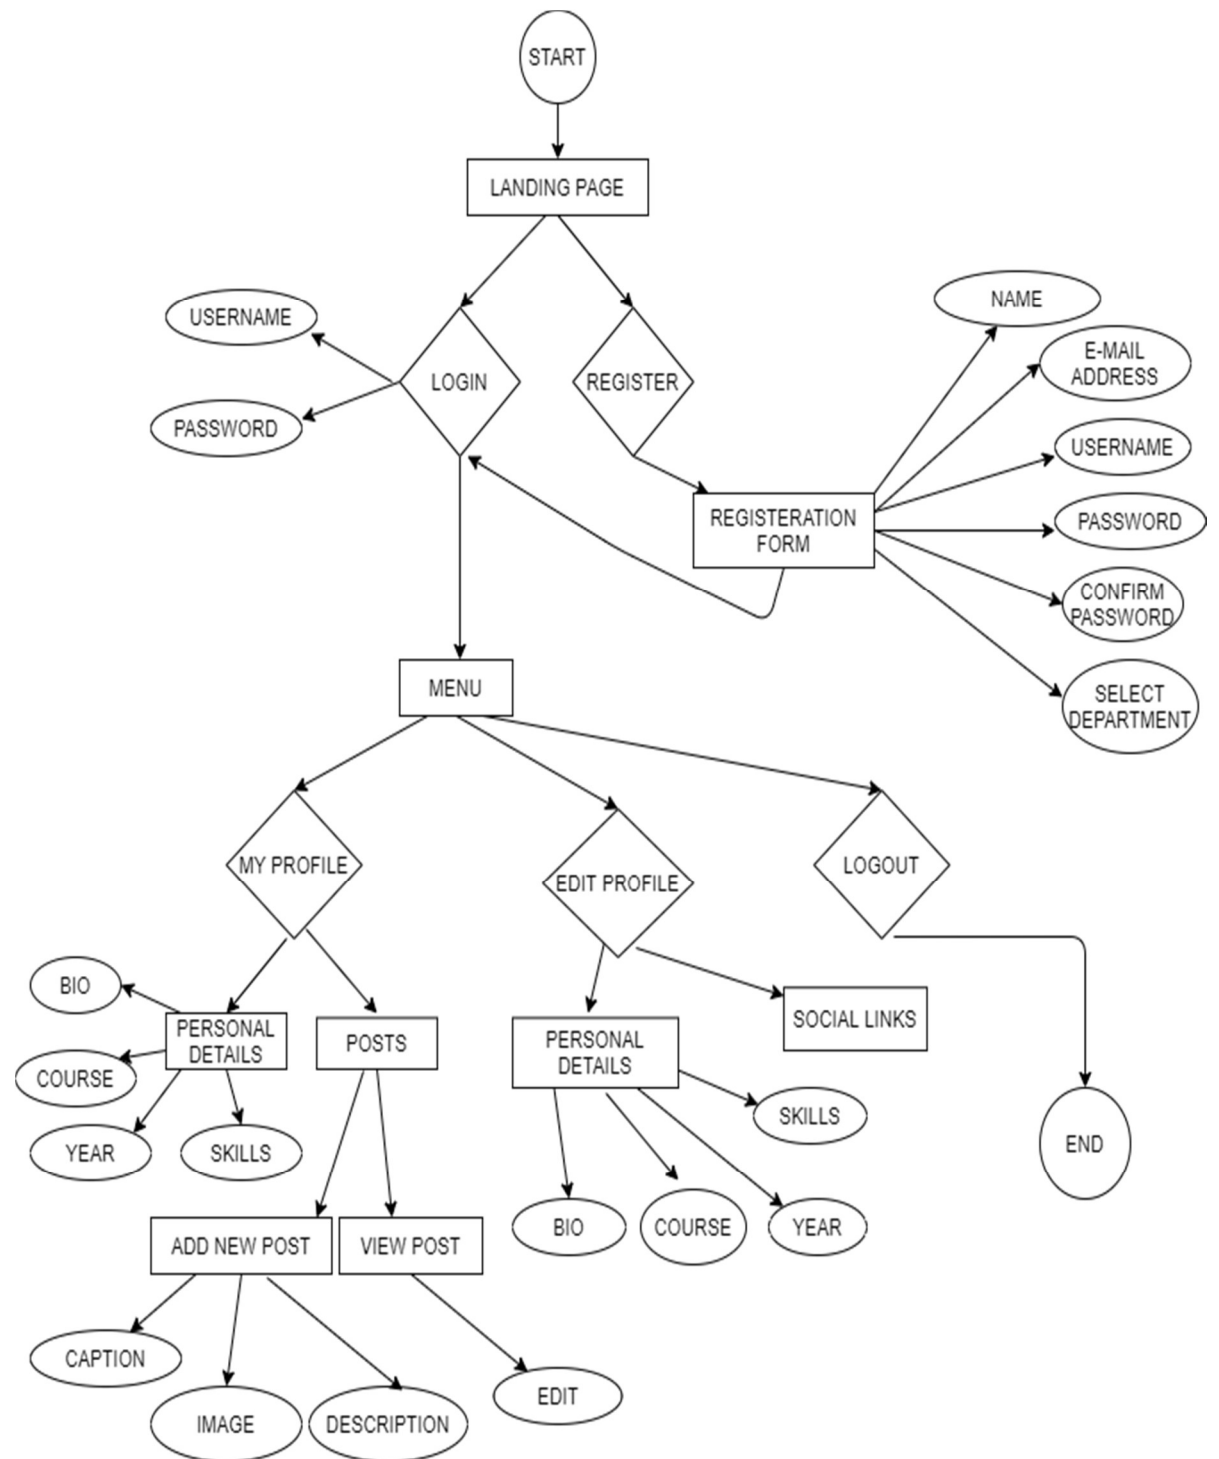 START
LANDING PAGE
NAME
USERNAME
E-MAIL
ADDRESS
LOGIN
REGISTER
PASSWORD
USERNAME
REGISTERATION
FORM
PASSWORD
CONFIRM
PASSWORD
MENU
SELECT
DEPARTMENT
MY PROFILE
EDIT PROFILE
LOGOUT
BIO
PERSONAL
DETAILS
POSTS
PERSONAL
DETAILS
SOCIAL LINKS
COURSE
SKILLS
YEAR
SKILLS
END
ADD NEW POST
VIEW POST
BIO
COURSE
YEAR
CAPTION
IMAGE
DESCRIPTION
EDIT